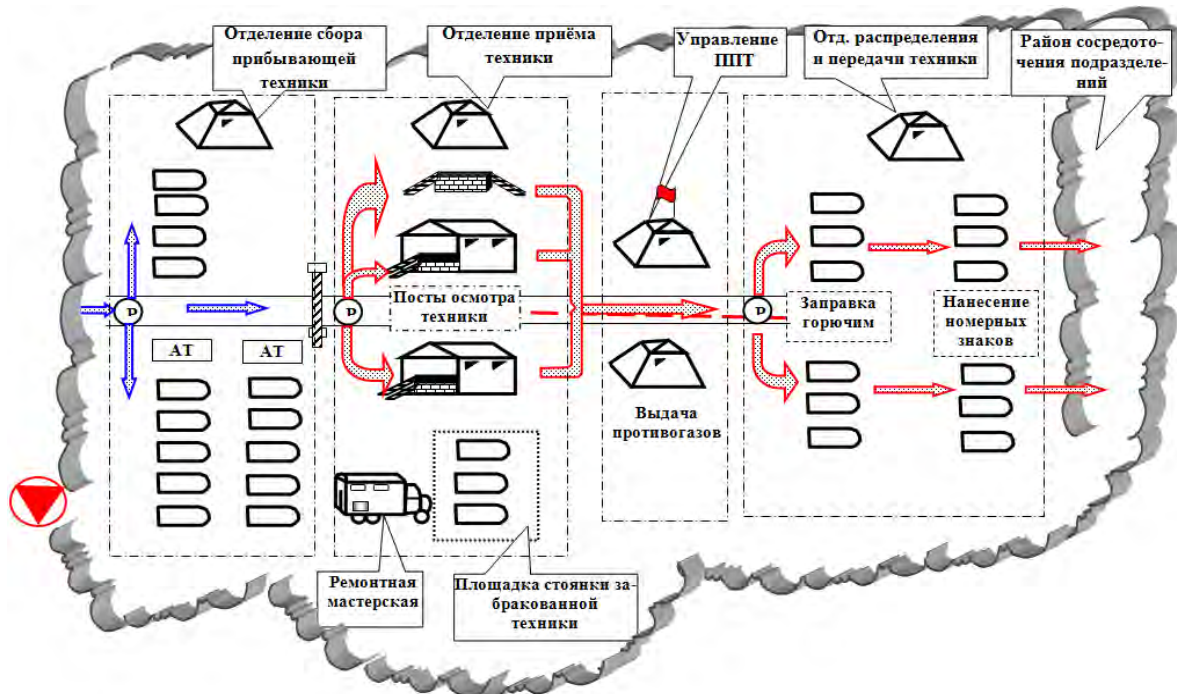 Отделение сбора
прибывающей
техники
Отделение приёма
техники
Управление
ППТ
Отд. распределения
и передачи техники
Район сосредото-
чения подразделе-
ний
Р
Р
Р
Посты осмотра
техники
Заправка
горючим
Нанесение
номерных
знаков
АТ
АТ
Выдача
противогазов
Ремонтная
мастерская
Площадка стоянки за-
бракованной
техники